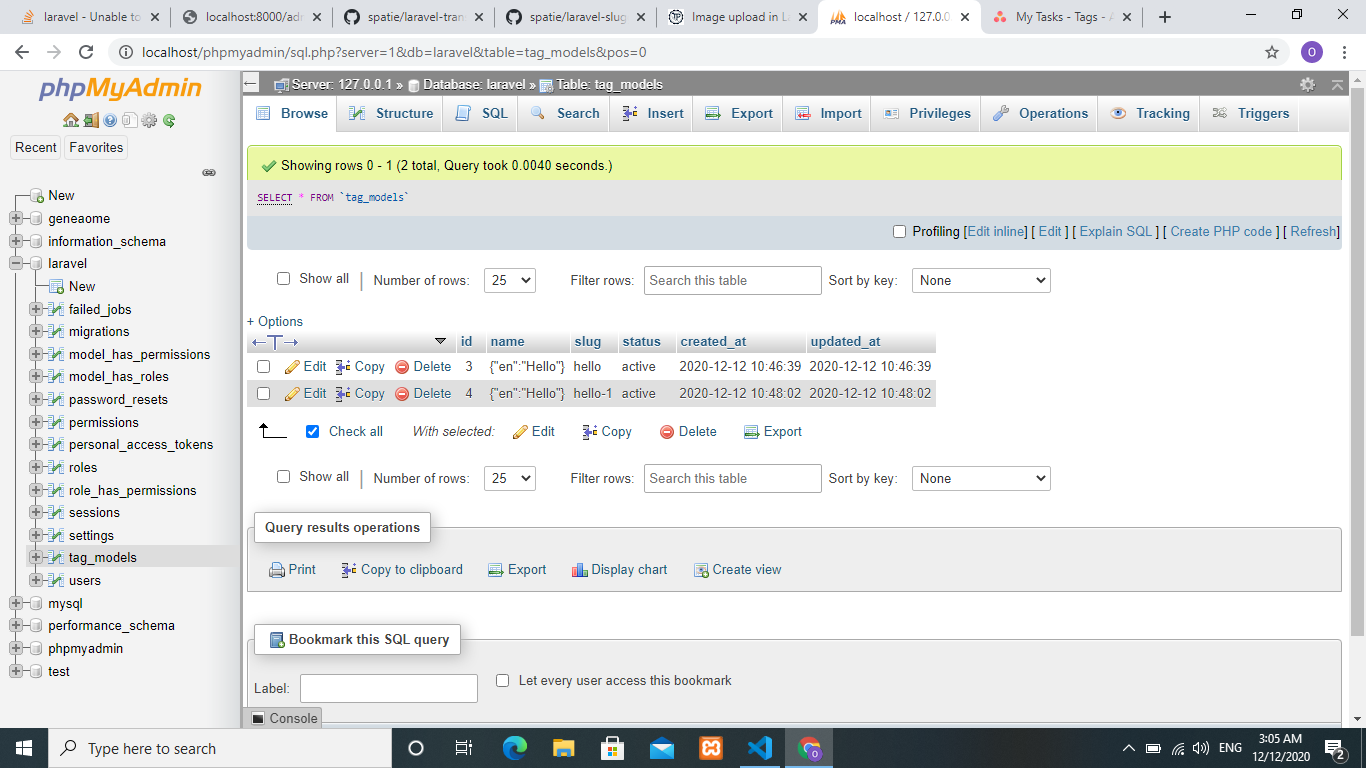 laravel - Unable to
localhost:8000/adm
spatie/laravel-tran
spatie/laravel-slug
Image upload in La
localhost / 127.0.0
My Tasks - Tags - A
localhost/phpmyadmin/sql.php?server=1&db=laravel&table=tag_models&pos=0
O
phpMyAdmin
Recent
Favorites
New
geneaome
information_schema
laravel
New
failed_jobs
migrations
model_has_permissions
model_has_roles
password_resets
permissions
personal_access_tokens
roles
role_has_permissions
sessions
settings
tag_models
users
mysql
performance_schema
phpmyadmin
test
Server: 127.0.0.1 » Database: laravel » Table: tag_models
Browse Structure SQL Search Insert Export Import Privileges Operations Tracking Triggers
Showing rows 0 - 1 (2 total, Query took 0.0040 seconds.)
SELECT * FROM `tag_models`
Profiling [Edit inline] [ Edit ] [ Explain SQL ] [ Create PHP code ] [ Refresh]
Show all | Number of rows: 25 Filter rows: Search this table Sort by key: None
+ Options
id name slug status created_at updated_at
Edit Copy Delete 3 {"en":"Hello"} hello active 2020-12-12 10:46:39 2020-12-12 10:46:39
Edit Copy Delete 4 {"en":"Hello"} hello-1 active 2020-12-12 10:48:02 2020-12-12 10:48:02
Check all With selected: Edit Copy Delete Export
Show all | Number of rows: 25 Filter rows: Search this table Sort by key: None
Query results operations
Print Copy to clipboard Export Display chart Create view
Bookmark this SQL query
Label: Let every user access this bookmark
Console
Type here to search
ENG
3:05 AM
12/12/2020
2